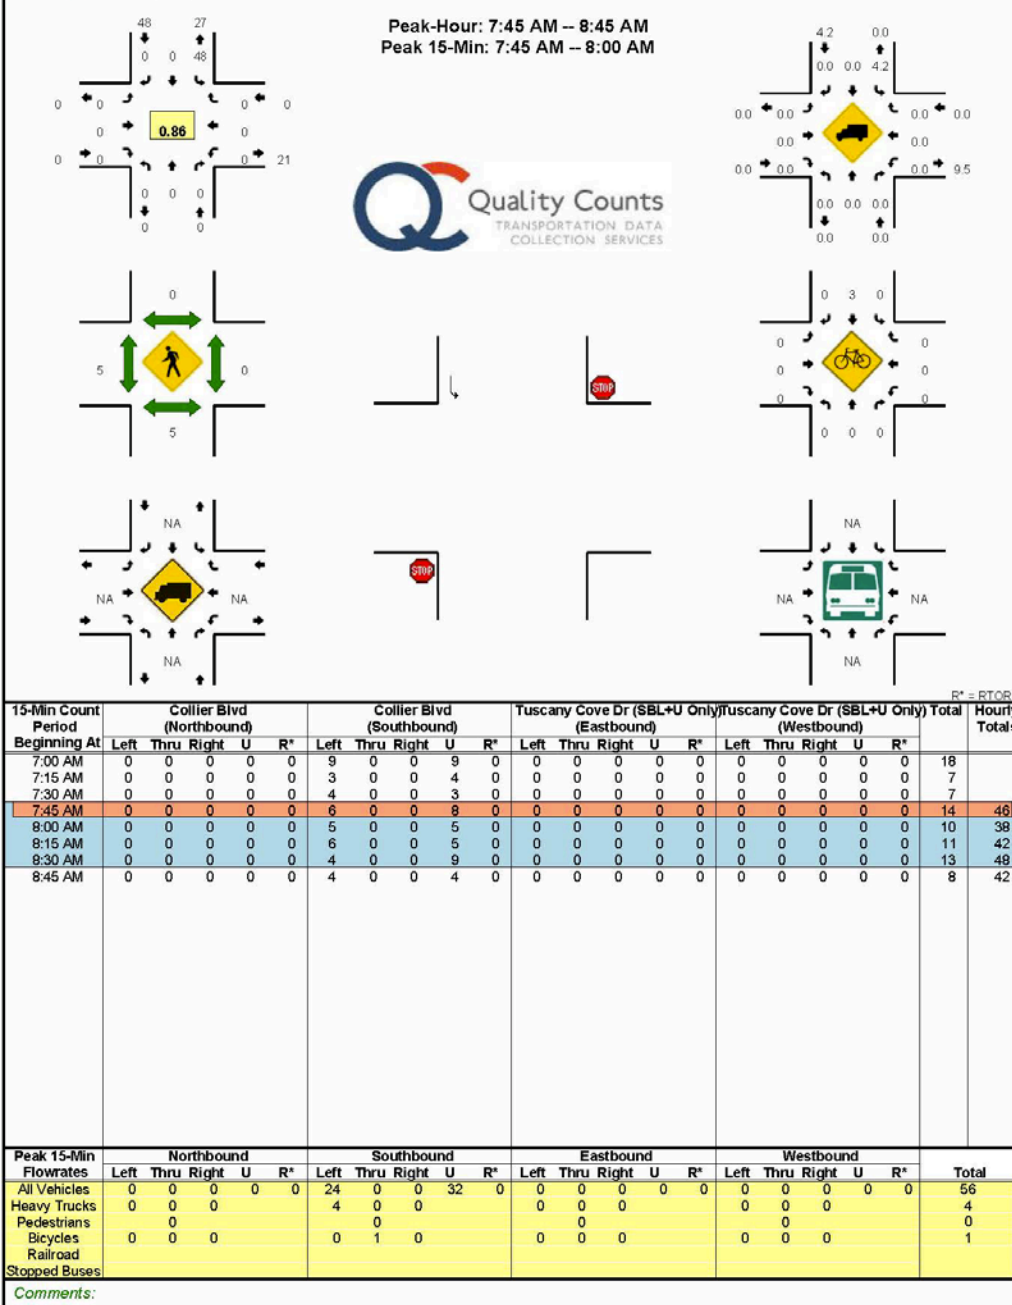 Peak-Hour: 7:45 AM -- 8:45 AM
Peak 15-Min: 7:45 AM -- 8:00 AM
48 27
0 0 48
0 0 0 0
0 0.86 0
0 0 0 21
0 0 0
0 0
4.2 0.0
0.0 0.0 4.2
0.0 0.0 0.0 0.0
0.0 0.0
0.0 0.0 0.0 9.5
0.0 0.0 0.0
0.0 0.0
Quality Counts
TRANSPORTATION DATA
COLLECTION SERVICES
0
5 0
5
0 3 0
0 0
0 0
0 0
0 0 0
STOP
STOP
NA
NA NA
NA
NA
NA NA
NA
R* = RTOR
15-Min Count Period Beginning At Collier Blvd (Northbound) Collier Blvd (Southbound) Tuscany Cove Dr (SBL+U Only) (Eastbound) Tuscany Cove Dr (SBL+U Only) (Westbound) Total Hourly Totals
Left Thru Right U R* Left Thru Right U R* Left Thru Right U R* Left Thru Right U R*
7:00 AM 0 0 0 0 0 9 0 0 9 0 0 0 0 0 0 0 0 0 0 0 18
7:15 AM 0 0 0 0 0 3 0 0 4 0 0 0 0 0 0 0 0 0 0 0 7
7:30 AM 0 0 0 0 0 4 0 0 3 0 0 0 0 0 0 0 0 0 0 0 7
7:45 AM 0 0 0 0 0 6 0 0 8 0 0 0 0 0 0 0 0 0 0 0 14 46
8:00 AM 0 0 0 0 0 5 0 0 5 0 0 0 0 0 0 0 0 0 0 0 10 38
8:15 AM 0 0 0 0 0 6 0 0 5 0 0 0 0 0 0 0 0 0 0 0 11 42
8:30 AM 0 0 0 0 0 4 0 0 9 0 0 0 0 0 0 0 0 0 0 0 13 48
8:45 AM 0 0 0 0 0 4 0 0 4 0 0 0 0 0 0 0 0 0 0 0 8 42
Peak 15-Min Flowrates Northbound Southbound Eastbound Westbound
Left Thru Right U R* Left Thru Right U R* Left Thru Right U R* Left Thru Right U R* Total
All Vehicles 0 0 0 0 0 24 0 0 32 0 0 0 0 0 0 0 0 0 0 0 56
Heavy Trucks 0 0 0 4 0 0 0 0 0 0 0 0 4
Pedestrians 0 0 0 0 0
Bicycles 0 0 0 0 1 0 0 0 0 0 0 0 1
Railroad
Stopped Buses
Comments: